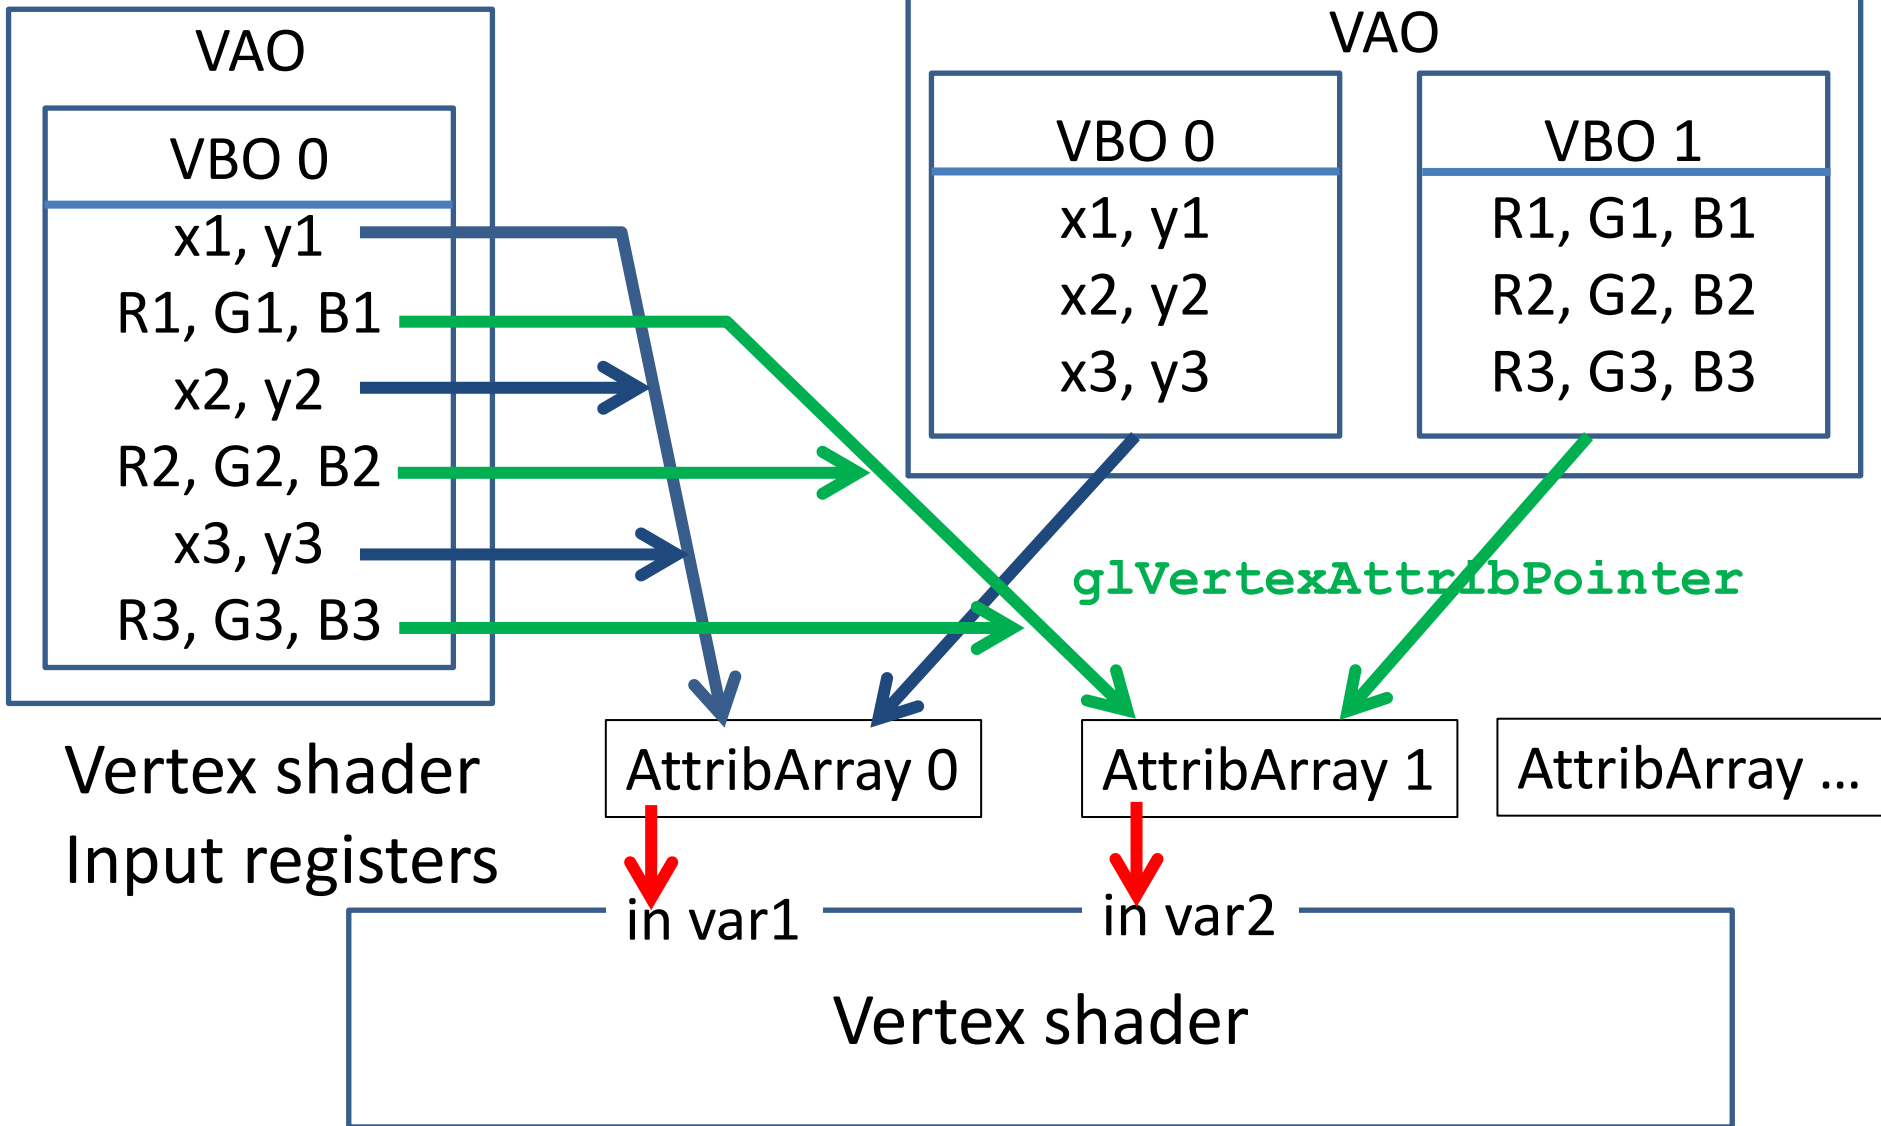 VAO
VBO 0
x1, y1
R1, G1, B1
x2, y2
R2, G2, B2
x3, y3
R3, G3, B3
VAO
VBO 0
x1, y1
x2, y2
x3, y3
VBO 1
R1, G1, B1
R2, G2, B2
R3, G3, B3
glVertexAttribPointer
Vertex shader
Input registers
AttribArray 0
AttribArray 1
AttribArray ...
in var1
in var2
Vertex shader